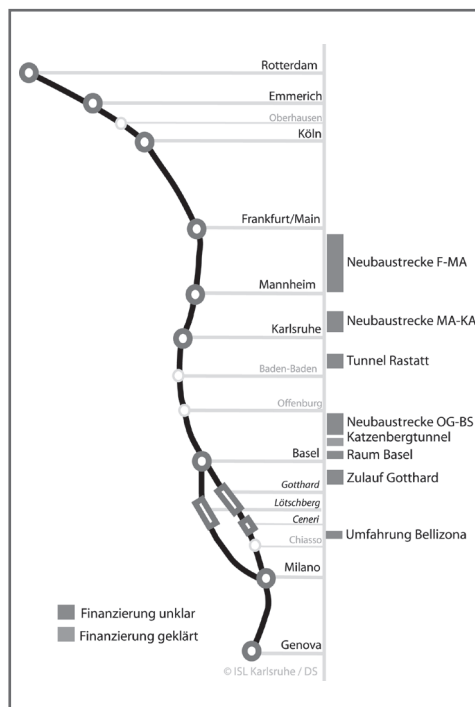 Rotterdam
Emmerich
Oberhausen
Köln
Frankfurt/Main
Neubaustrecke F-MA
Mannheim
Neubaustrecke MA-KA
Karlsruhe
Tunnel Rastatt
Baden-Baden
Offenburg
Neubaustrecke OG-BS
Katzenbergtunnel
Basel
Raum Basel
Zulauf Gotthard
Gotthard
Lötschberg
Ceneri
Umfahrung Bellizona
Chiasso
Milano
Finanzierung unklar
Finanzierung geklärt
Genova
© ISL Karlsruhe / DS